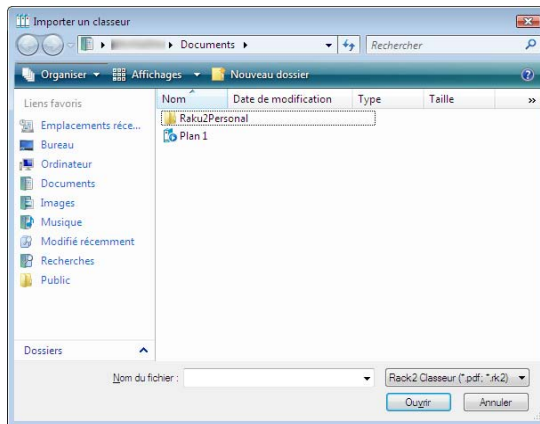 Importer un classeur
Documents
Rechercher
Organiser Affichages Nouveau dossier
Liens favoris
Emplacements réce...
Bureau
Ordinateur
Documents
Images
Musique
Modifié récemment
Recherches
Public
Dossiers
Nom Date de modification Type Taille »
Raku2Personal
Plan 1
Nom du fichier :
Rack2 Classeur (*.pdf; *.rk2)
Ouvrir Annuler